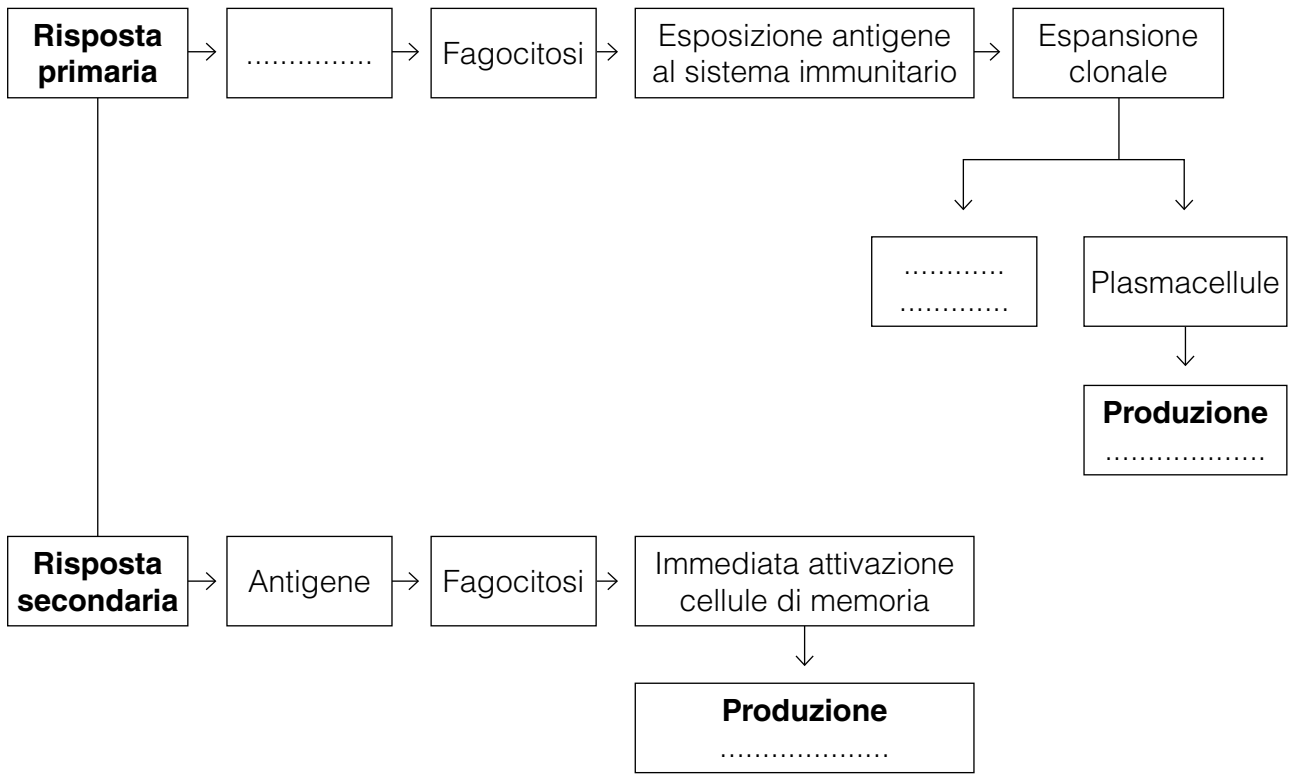 Risposta
primaria
...............
Fagocitosi
Esposizione antigene
al sistema immunitario
Espansione
clonale
............
.............
Plasmacellule
Produzione
...................
Risposta
secondaria
Antigene
Fagocitosi
Immediata attivazione
cellule di memoria
Produzione
....................